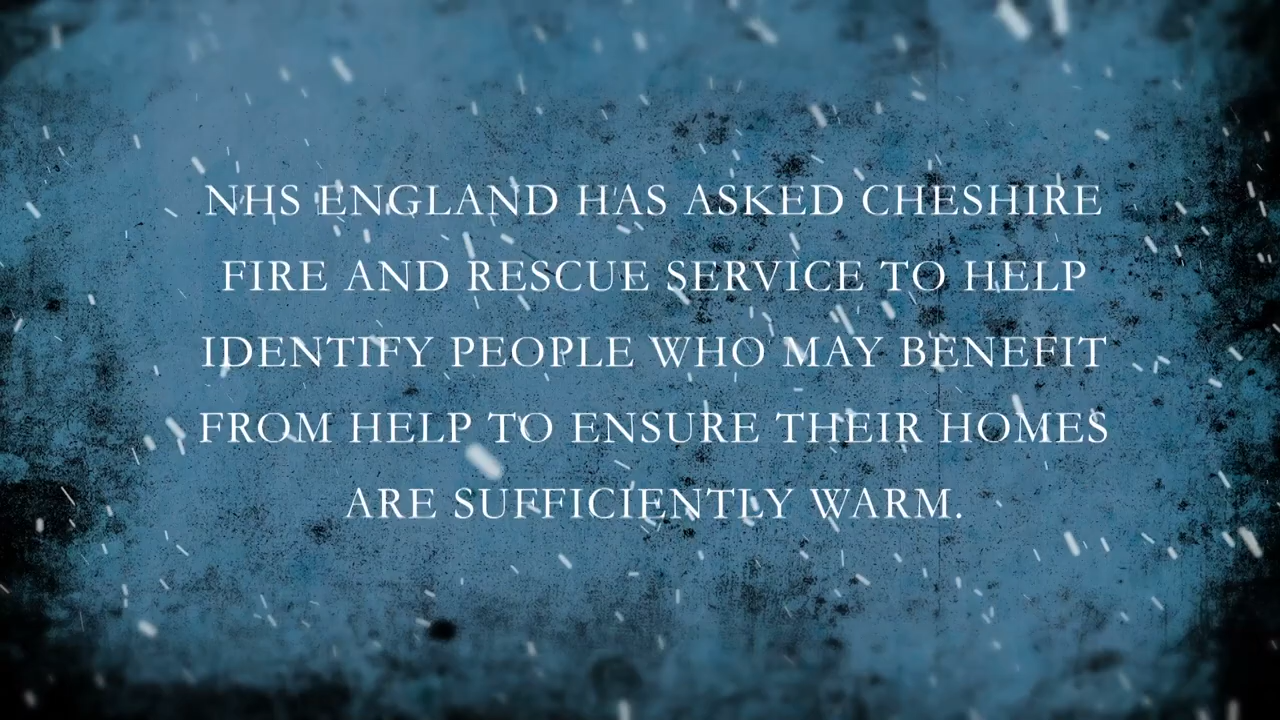 NHS ENGLAND HAS ASKED CHESHIRE
FIRE AND RESCUE SERVICE TO HELP
IDENTIFY PEOPLE WHO MAY BENEFIT
FROM HELP TO ENSURE THEIR HOMES
ARE SUFFICIENTLY WARM.